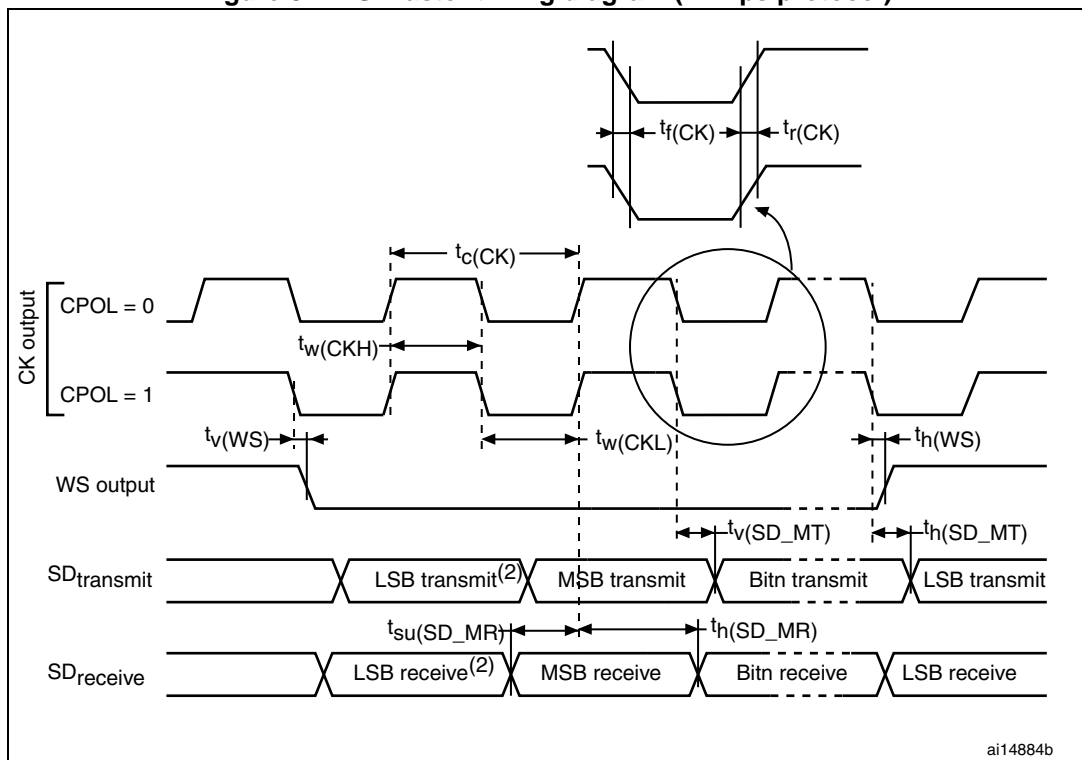 tf(CK)
tr(CK)
tc(CK)
CK output
CPOL = 0
tw(CKH)
CPOL = 1
tv(WS)
tw(CKL)
th(WS)
WS output
tv(SD_MT)
th(SD_MT)
SDtransmit
LSB transmit(2)
MSB transmit
Bitn transmit
LSB transmit
tsu(SD_MR)
th(SD_MR)
SDreceive
LSB receive(2)
MSB receive
Bitn receive
LSB receive
ai14884b